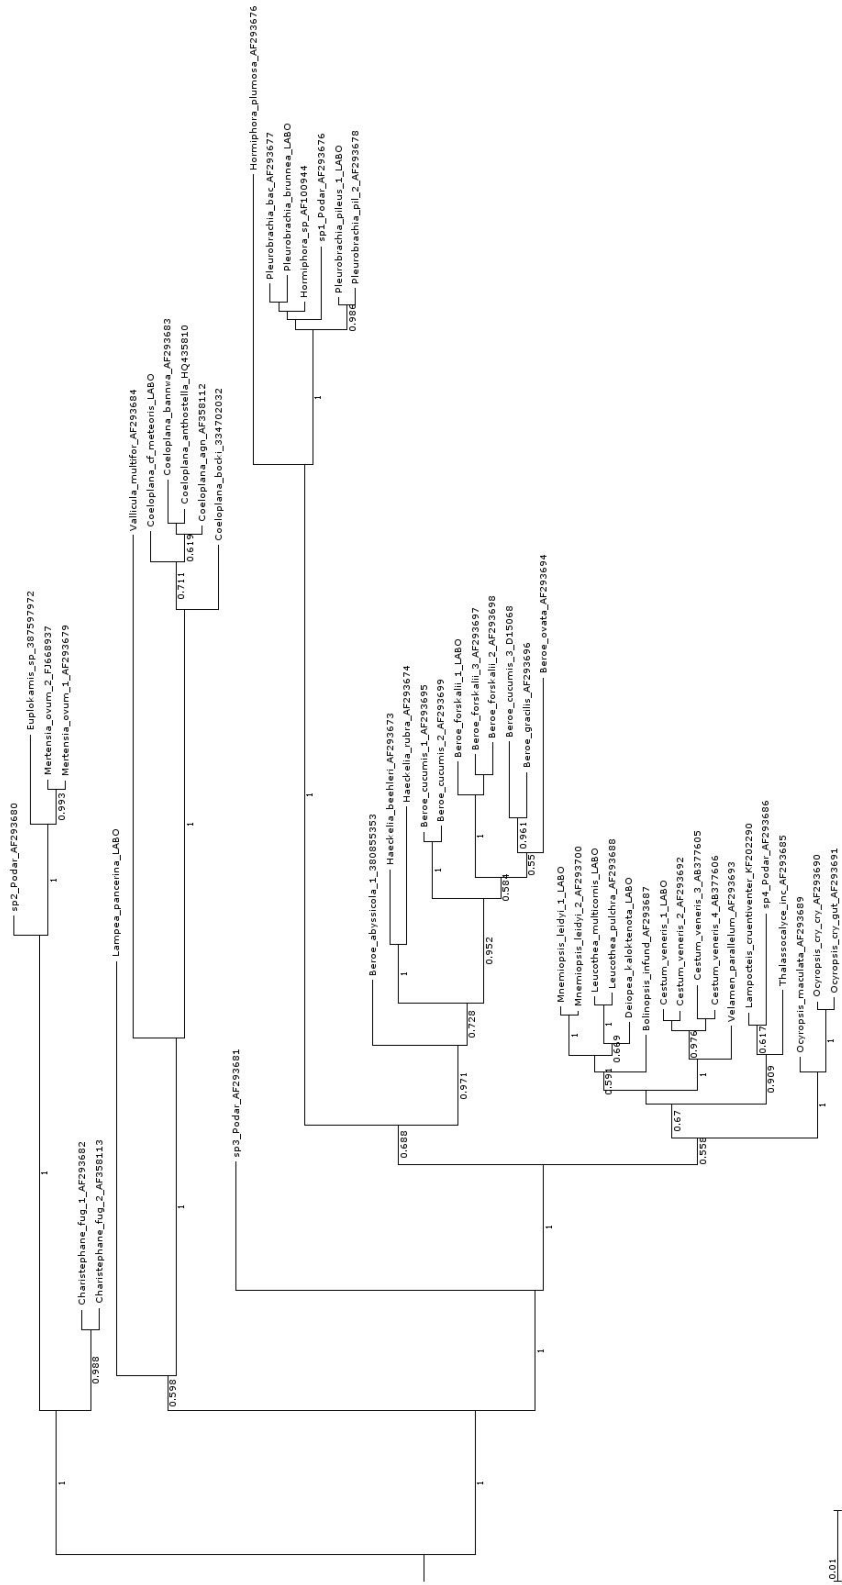 sp2_Podar_AF293680
Euplokamis_sp_387597972
Mertensia_ovum_2_FJ668937
Mertensia_ovum_1_AF293679
0.993
1
1
Charistephane_fug_1_AF293682
Charistephane_fug_2_AF358113
0.988
1
Lampea_pancerina_LABO
Vallicula_multifor_AF293684
Coeloplana_cf_meteoris_LABO
Coeloplana_bannwa_AF293683
Coeloplana_anthostella_HQ435810
Coeloplana_agn_AF358112
Coeloplana_bocki_334702032
0.619
0.711
1
1
0.598
sp3_Podar_AF293681
Hormiphora_plumosa_AF293676
Pleurobrachia_bac_AF293677
Pleurobrachia_brunnea_LABO
Hormiphora_sp_AF100944
sp1_Podar_AF293676
Pleurobrachia_pileus_1_LABO
Pleurobrachia_pil_2_AF293678
0.986
1
1
Beroe_abyssicola_1_380855353
Haeckelia_beehleri_AF293673
Haeckelia_rubra_AF293674
1
Beroe_cucumis_1_AF293695
Beroe_cucumis_2_AF293699
1
Beroe_forskalii_1_LABO
Beroe_forskalii_3_AF293697
Beroe_forskalii_2_AF293698
1
Beroe_cucumis_3_D15068
Beroe_gracilis_AF293696
Beroe_ovata_AF293694
0.961
0.55
0.584
0.952
0.728
0.971
0.688
Mnemiopsis_leidyi_1_LABO
Mnemiopsis_leidyi_2_AF293700
1
Leucothea_multicornis_LABO
Leucothea_pulchra_AF293688
1
Deiopea_kaloktenota_LABO
0.669
Bolinopsis_infund_AF293687
0.591
Cestum_veneris_1_LABO
Cestum_veneris_2_AF293692
Cestum_veneris_3_AB377605
Cestum_veneris_4_AB377606
0.976
Velamen_parallelum_AF293693
1
Lampocteis_cruentiventer_KF202290
sp4_Podar_AF293686
0.617
Thalassocalyce_inc_AF293685
0.909
0.67
Ocyropsis_maculata_AF293689
Ocyropsis_cry_cry_AF293690
Ocyropsis_cry_gut_AF293691
1
1
0.558
1
1
1
0.01